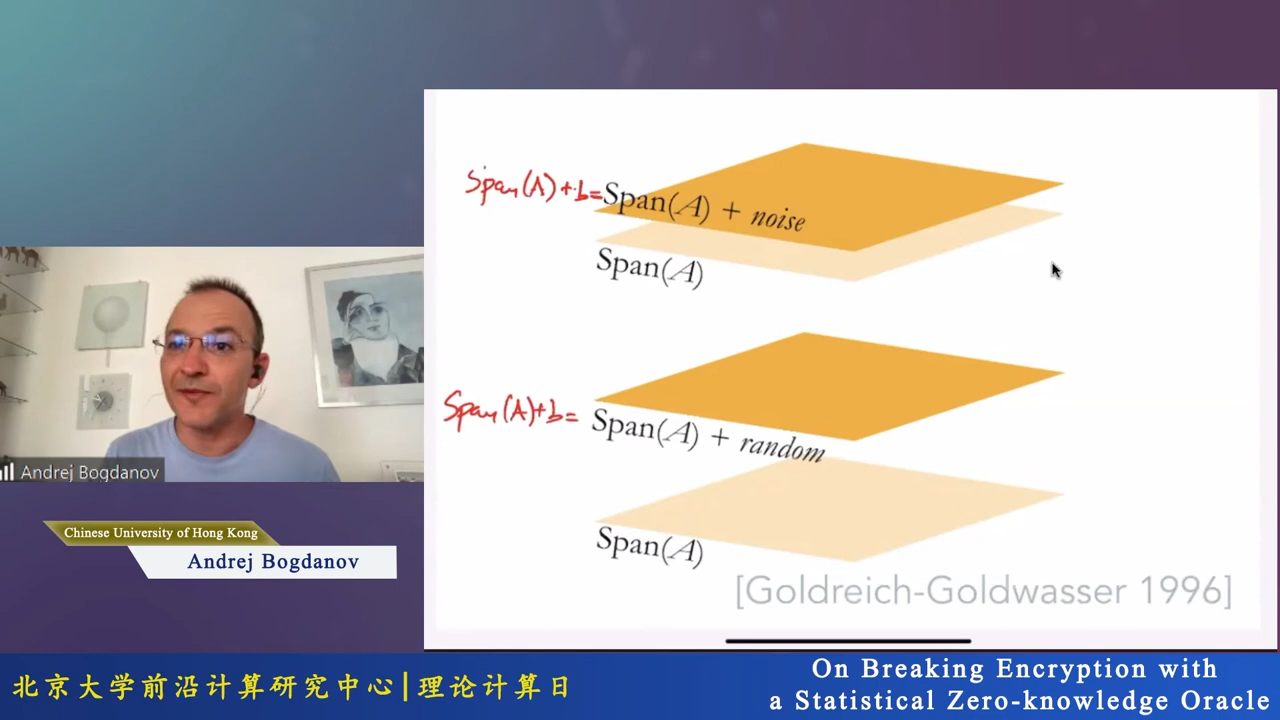 Span(A)+b=Span(A) + noise
Span(A)
Span(A)+b= Span(A) + random
Span(A)
[Goldreich-Goldwasser 1996]
Andrej Bogdanov
Chinese University of Hong Kong
Andrej Bogdanov
北京大学前沿计算研究中心|理论计算日
On Breaking Encryption with
a Statistical Zero-knowledge Oracle